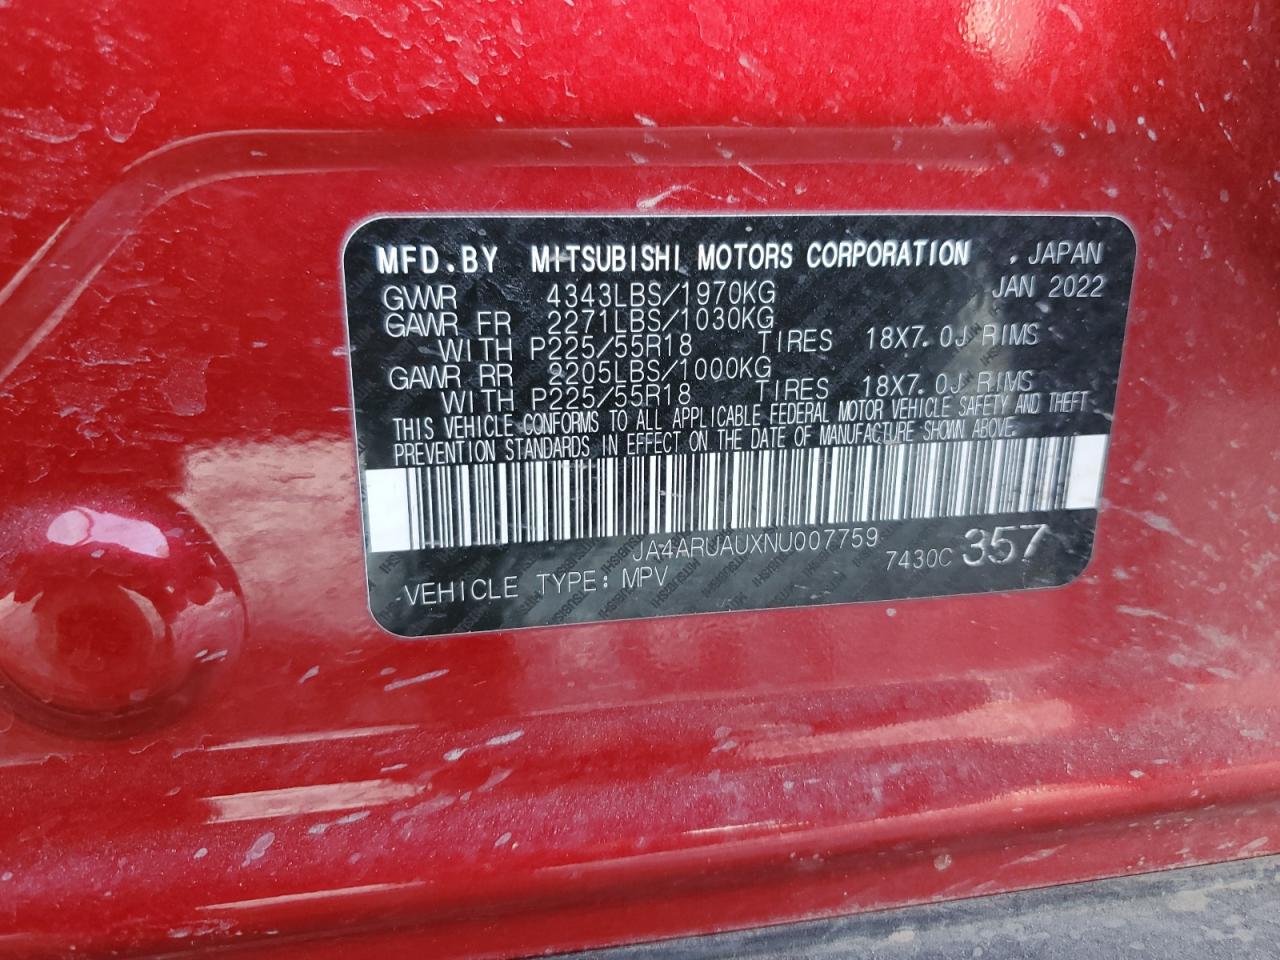 MFD.BY MITSUBISHI MOTORS CORPORATION . JAPAN
GVWR 4343LBS/1970KG JAN 2022
GAWR FR 2271LBS/1030KG
WITH P225/55R18 TIRES 18X7.0J RIMS
GAWR RR 2205LBS/1000KG
WITH P225/55R18 TIRES 18X7.0J RIMS
THIS VEHICLE CONFORMS TO ALL APPLICABLE FEDERAL MOTOR VEHICLE SAFETY AND THEFT
PREVENTION STANDARDS IN EFFECT ON THE DATE OF MANUFACTURE SHOWN ABOVE.
JA4ARUAUXNU007759
VEHICLE TYPE: MPV 7430C 357